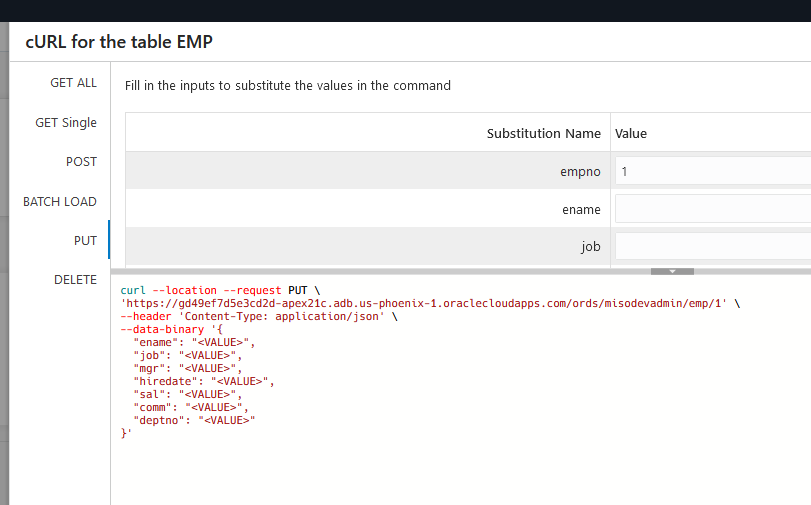 cURL for the table EMP
GET ALL
GET Single
POST
BATCH LOAD
PUT
DELETE
Fill in the inputs to substitute the values in the command
Substitution Name Value
empno 1
ename
job
curl --location --request PUT \
'https://gd49ef7d5e3cd2d-apex21c.adb.us-phoenix-1.oraclecloudapps.com/ords/misodevadmin/emp/1' \
--header 'Content-Type: application/json' \
--data-binary '{
  "ename": "<VALUE>",
  "job": "<VALUE>",
  "mgr": "<VALUE>",
  "hiredate": "<VALUE>",
  "sal": "<VALUE>",
  "comm": "<VALUE>",
  "deptno": "<VALUE>"
}'